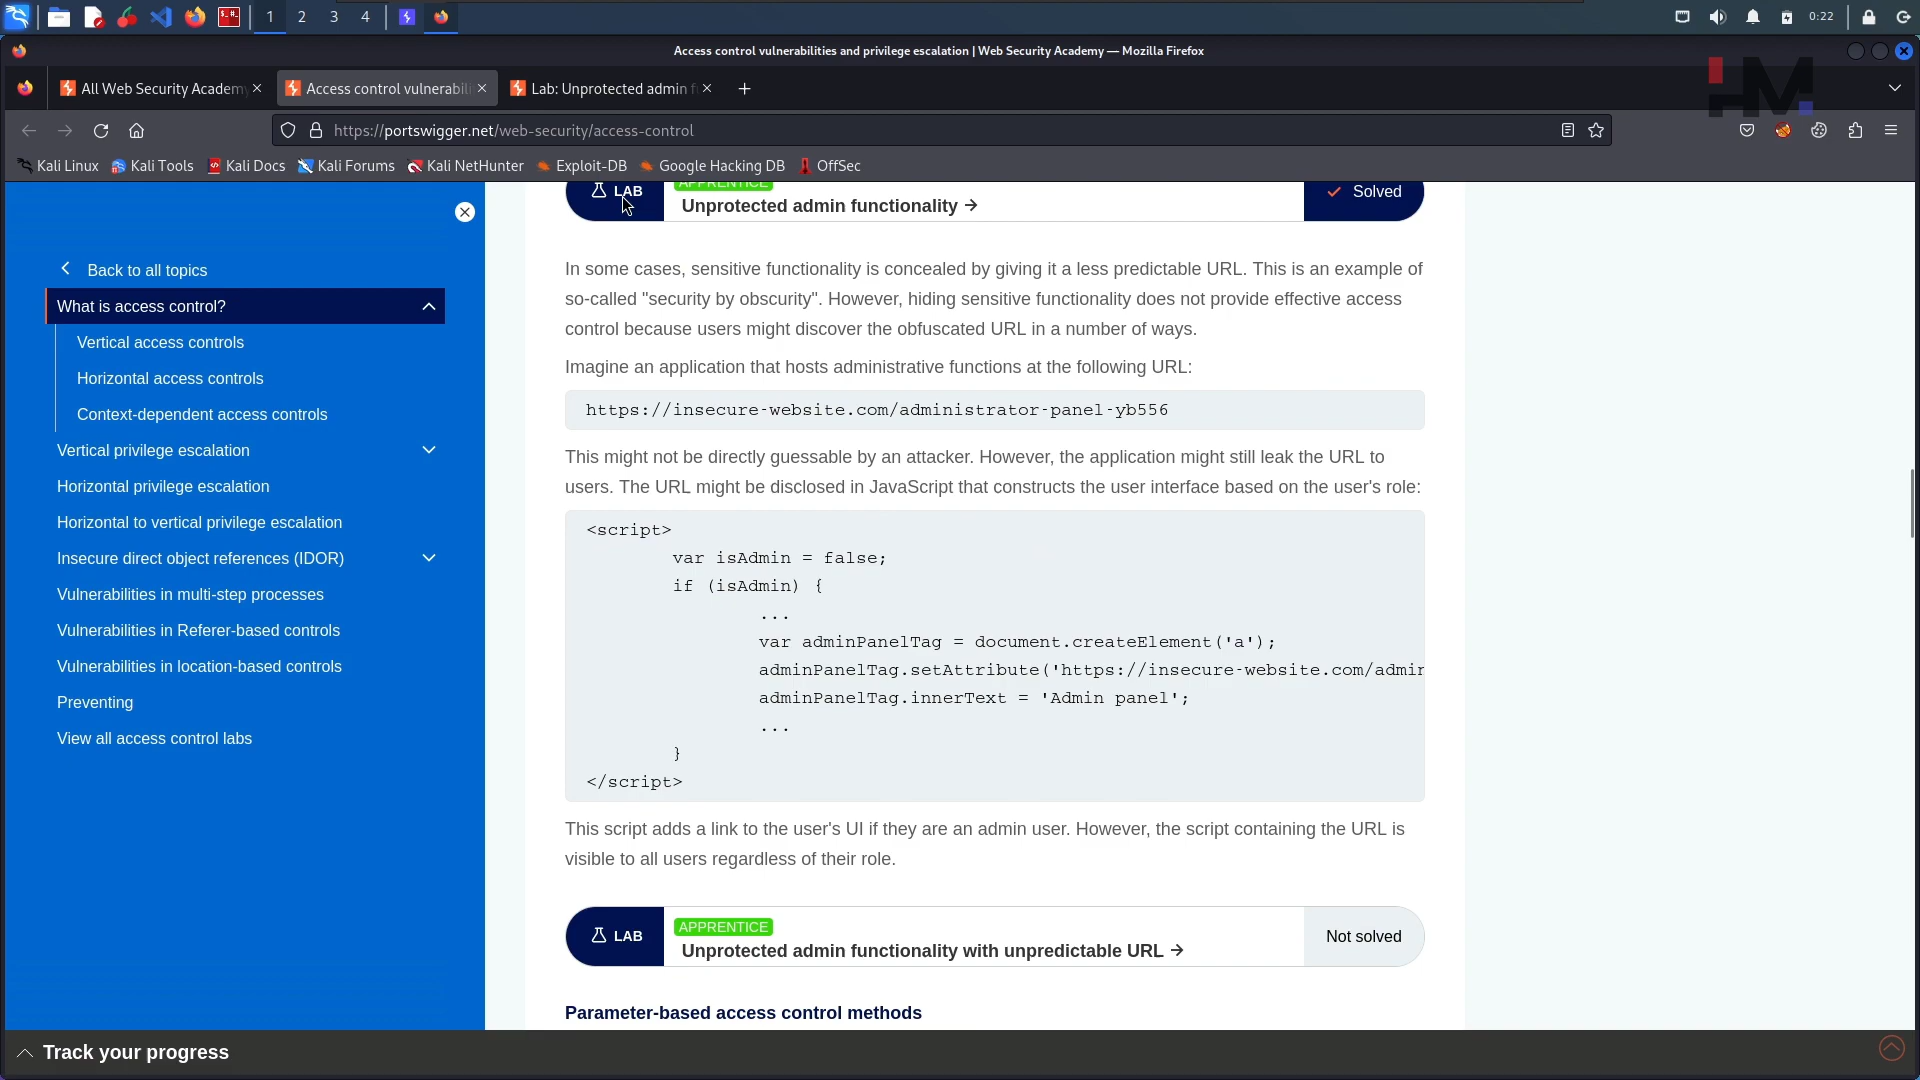 1 2 3 4
0:22
Access control vulnerabilities and privilege escalation | Web Security Academy — Mozilla Firefox
All Web Security Academy
Access control vulnerabili
Lab: Unprotected admin f
HM
https://portswigger.net/web-security/access-control
Kali Linux Kali Tools Kali Docs Kali Forums Kali NetHunter Exploit-DB Google Hacking DB OffSec
Back to all topics
What is access control?
Vertical access controls
Horizontal access controls
Context-dependent access controls
Vertical privilege escalation
Horizontal privilege escalation
Horizontal to vertical privilege escalation
Insecure direct object references (IDOR)
Vulnerabilities in multi-step processes
Vulnerabilities in Referer-based controls
Vulnerabilities in location-based controls
Preventing
View all access control labs
APPRENTICE
LAB
Unprotected admin functionality →
Solved
In some cases, sensitive functionality is concealed by giving it a less predictable URL. This is an example of
so-called "security by obscurity". However, hiding sensitive functionality does not provide effective access
control because users might discover the obfuscated URL in a number of ways.
Imagine an application that hosts administrative functions at the following URL:
https://insecure-website.com/administrator-panel-yb556
This might not be directly guessable by an attacker. However, the application might still leak the URL to
users. The URL might be disclosed in JavaScript that constructs the user interface based on the user's role:
<script>
var isAdmin = false;
if (isAdmin) {
...
var adminPanelTag = document.createElement('a');
adminPanelTag.setAttribute('https://insecure-website.com/admin
adminPanelTag.innerText = 'Admin panel';
...
}
</script>
This script adds a link to the user's UI if they are an admin user. However, the script containing the URL is
visible to all users regardless of their role.
LAB
APPRENTICE
Unprotected admin functionality with unpredictable URL →
Not solved
Parameter-based access control methods
Track your progress